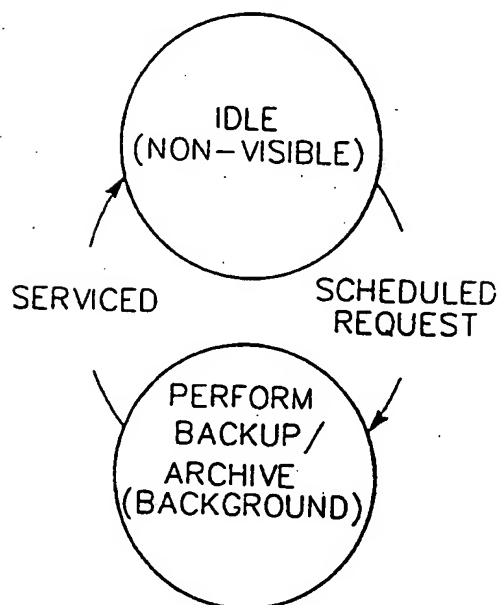 IDLE
(NON-VISIBLE)
SERVICED
SCHEDULED
REQUEST
PERFORM
BACKUP/
ARCHIVE
(BACKGROUND)